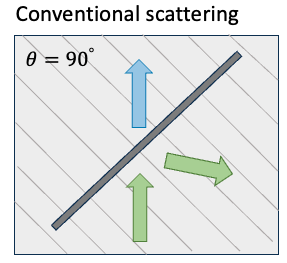 Conventional scattering
θ = 90°